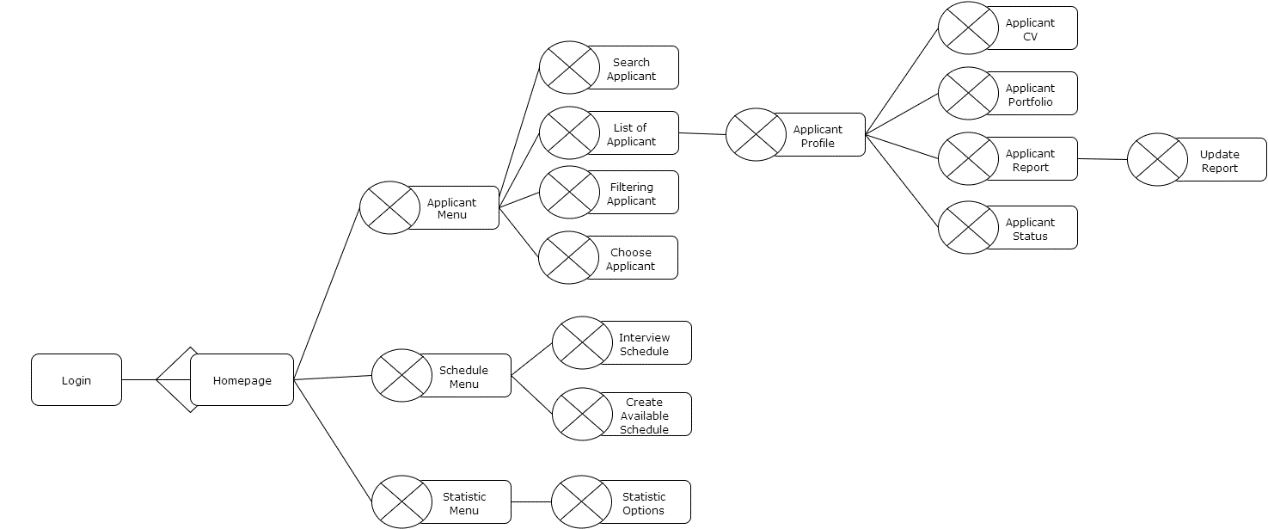 Login
Homepage
Applicant
Menu
Search
Applicant
List of
Applicant
Filtering
Applicant
Choose
Applicant
Applicant
Profile
Applicant
CV
Applicant
Portfolio
Applicant
Report
Update
Report
Applicant
Status
Schedule
Menu
Interview
Schedule
Create
Available
Schedule
Statistic
Menu
Statistic
Options